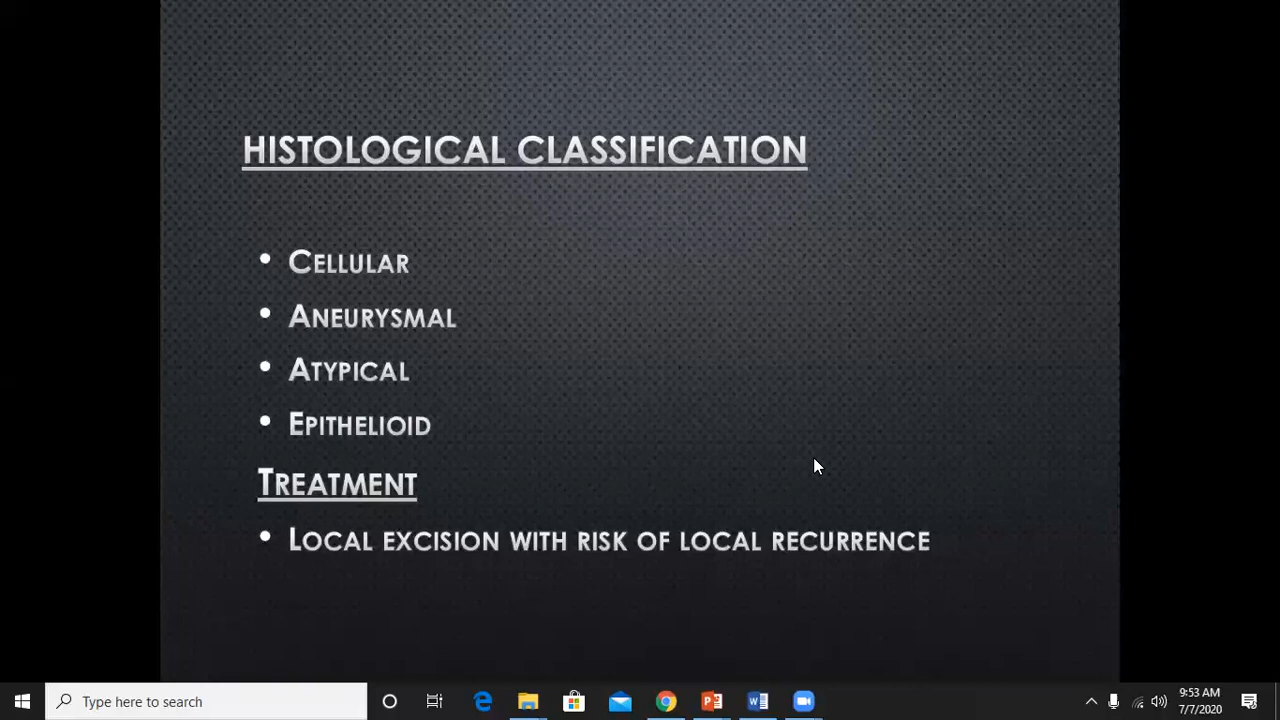 HISTOLOGICAL CLASSIFICATION
• CELLULAR
• ANEURYSMAL
• ATYPICAL
• EPITHELIOID
TREATMENT
• LOCAL EXCISION WITH RISK OF LOCAL RECURRENCE
Type here to search
9:53 AM
7/7/2020